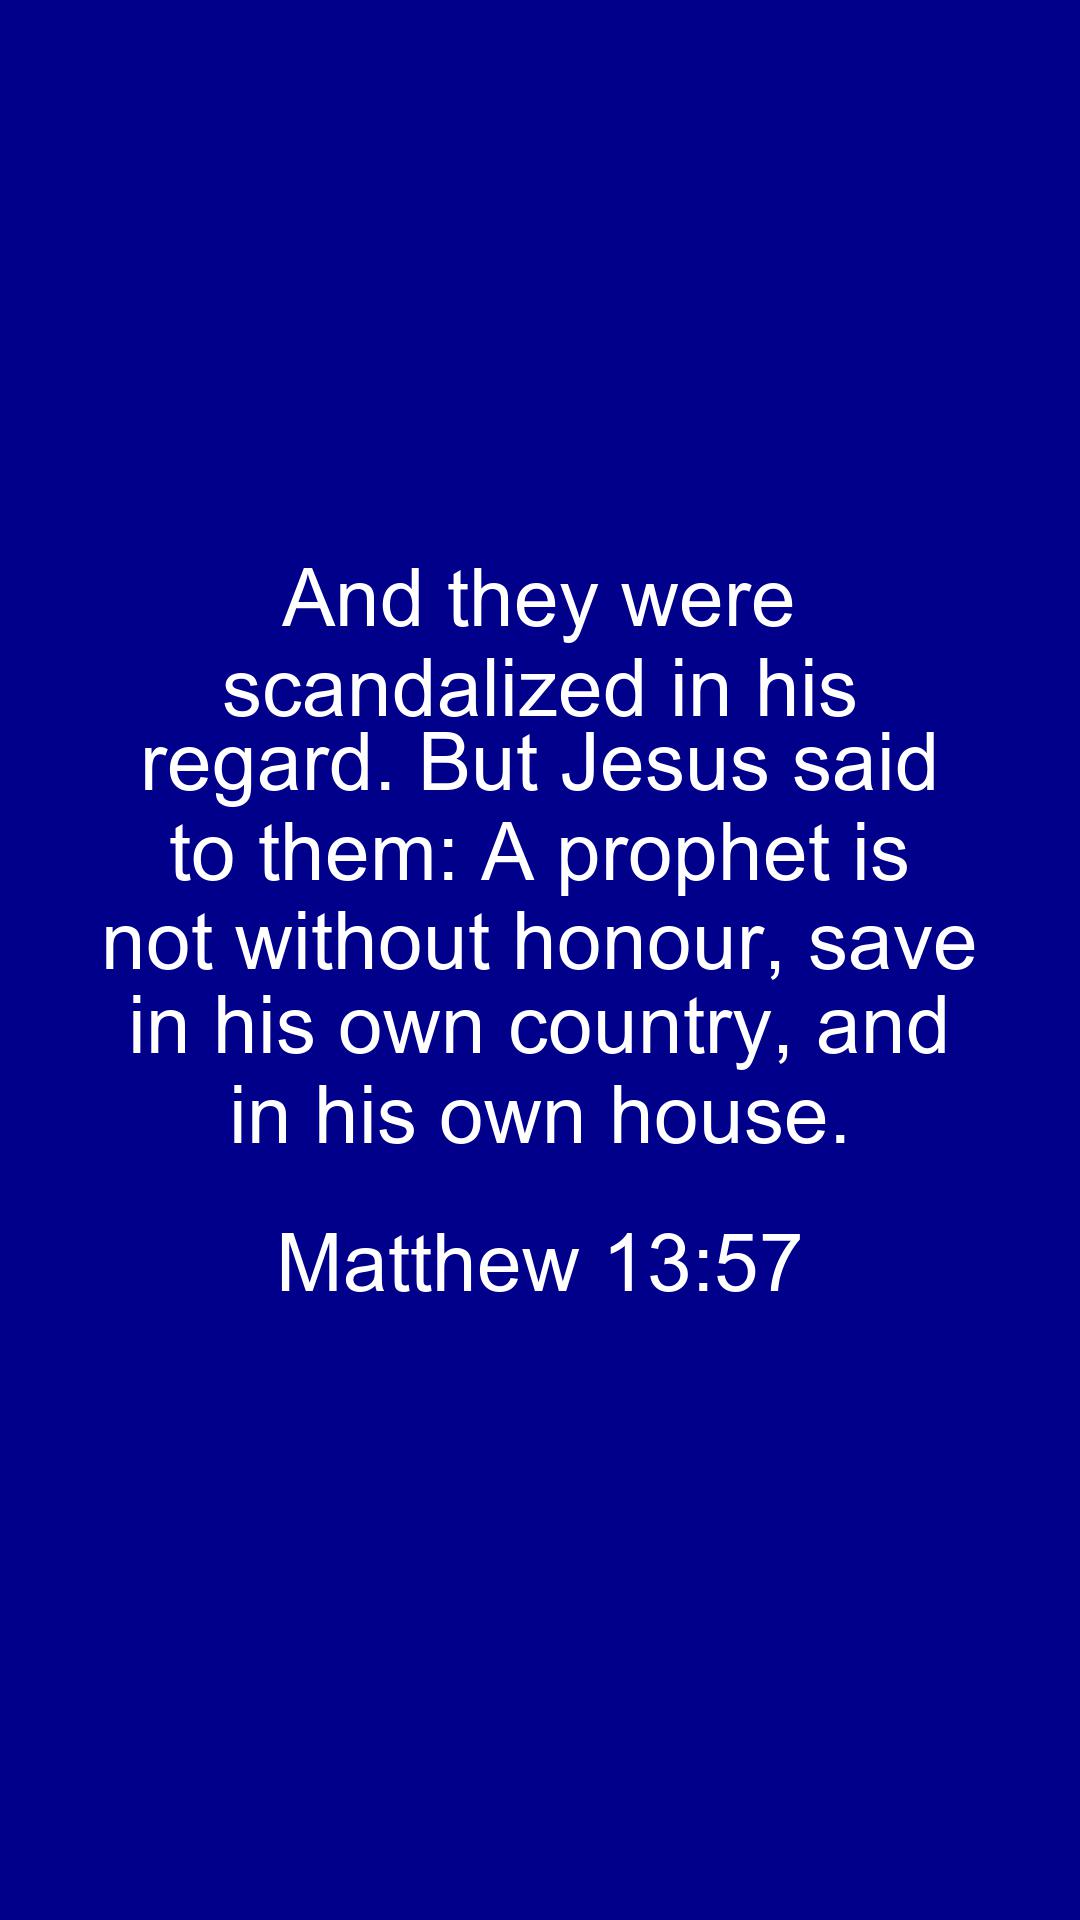 And they were
scandalized in his
regard. But Jesus said
to them: A prophet is
not without honour, save
in his own country, and
in his own house.
Matthew 13:57